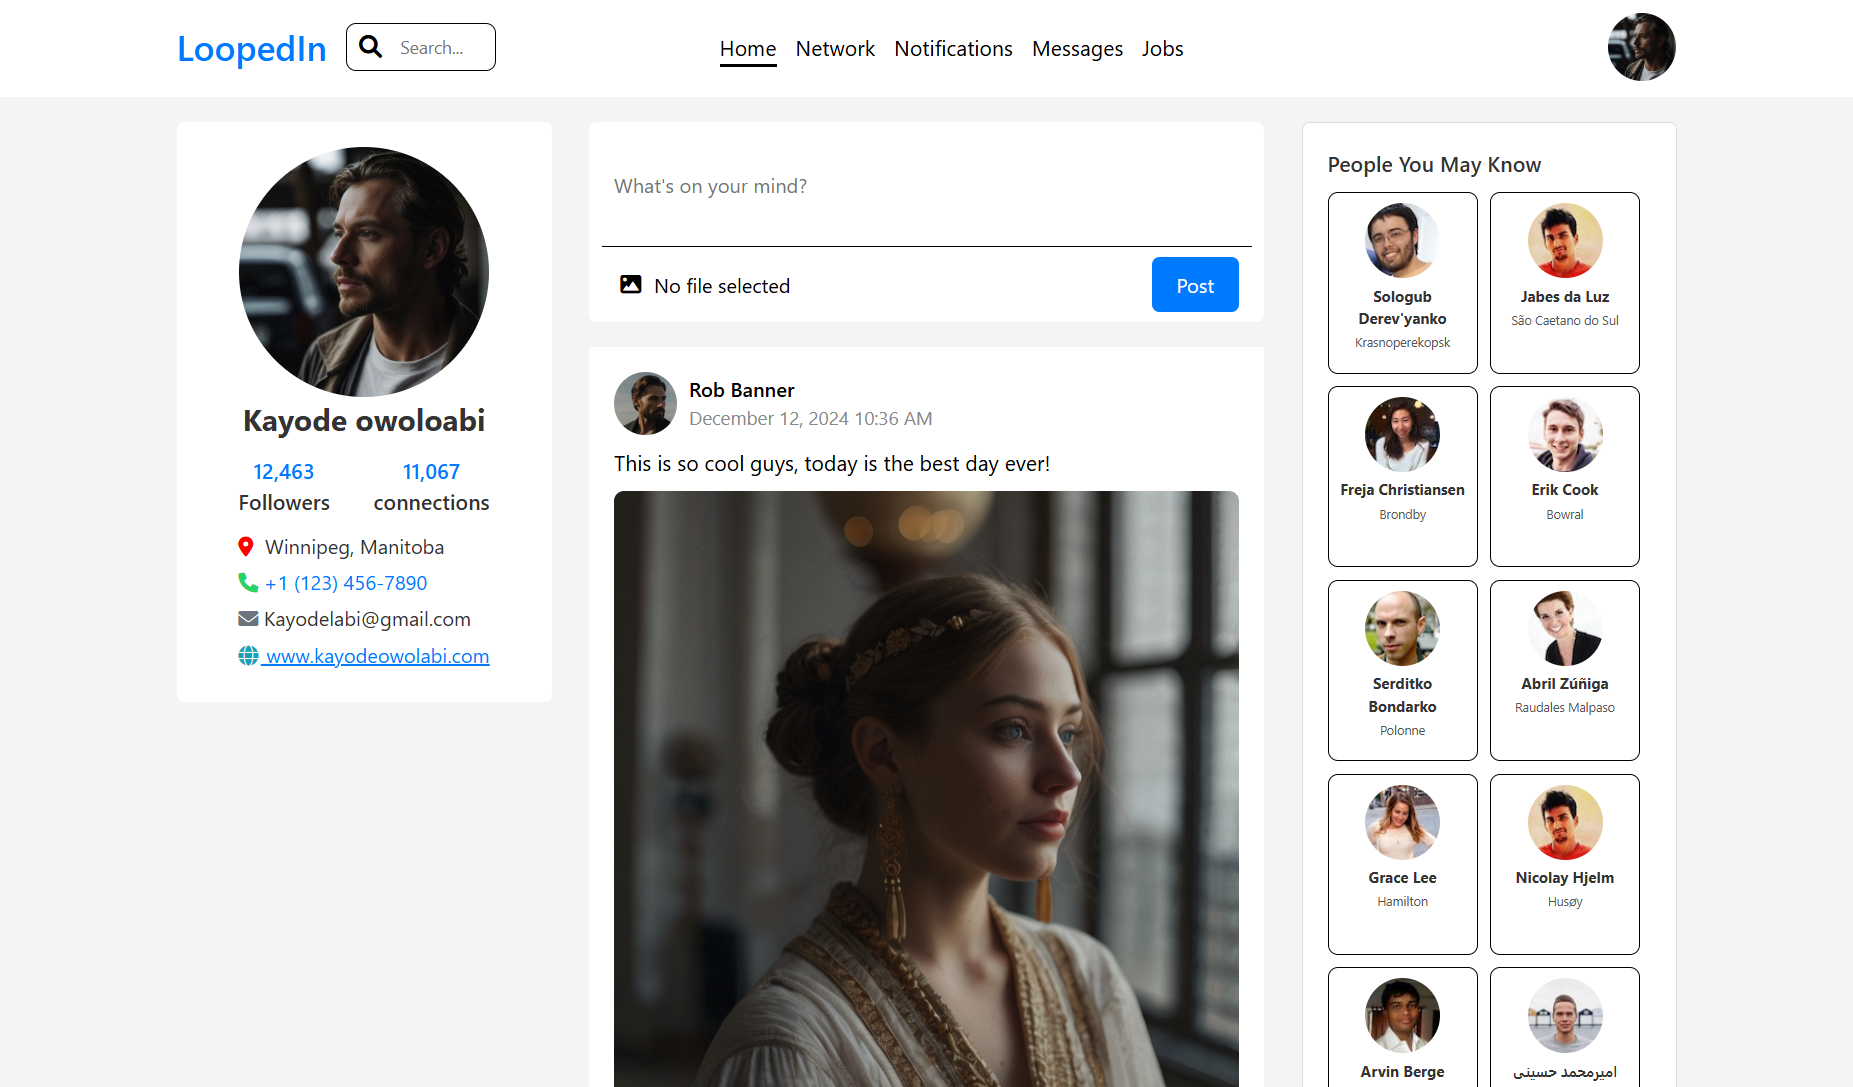 LoopedIn
Search...
Home
Network
Notifications
Messages
Jobs
Kayode owoloabi
12,463
Followers
11,067
connections
Winnipeg, Manitoba
+1 (123) 456-7890
Kayodelabi@gmail.com
www.kayodeowolabi.com
What's on your mind?
No file selected
Post
Rob Banner
December 12, 2024 10:36 AM
This is so cool guys, today is the best day ever!
People You May Know
Sologub
Derev'yanko
Krasnoperekopsk
Jabes da Luz
São Caetano do Sul
Freja Christiansen
Brondby
Erik Cook
Bowral
Serditko
Bondarko
Polonne
Abril Zúñiga
Raudales Malpaso
Grace Lee
Hamilton
Nicolay Hjelm
Husøy
Arvin Berge
امیرمحمد حسینی